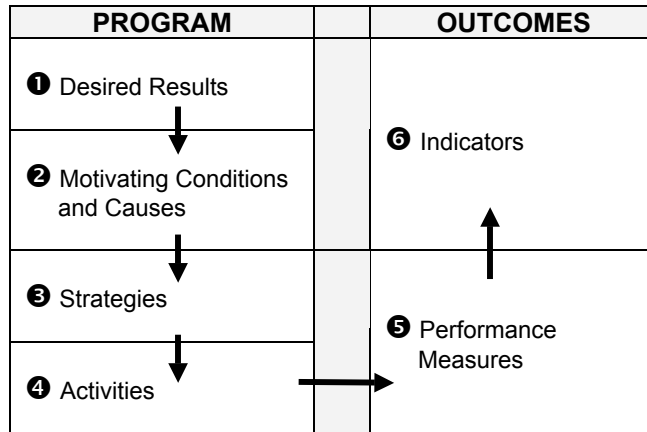 PROGRAM
OUTCOMES
❶ Desired Results
❷ Motivating Conditions
and Causes
❸ Strategies
❹ Activities
❺ Performance
Measures
❻ Indicators